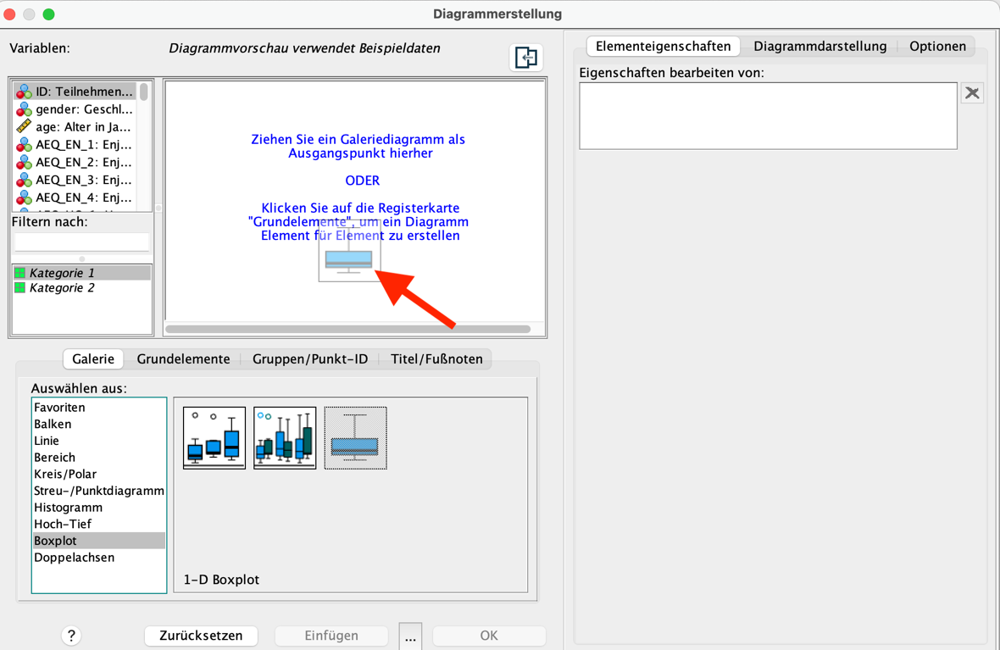 Diagrammerstellung
Variablen:
Diagrammvorschau verwendet Beispieldaten
ID: Teilnehmen...
gender: Geschl...
age: Alter in Ja...
AEQ_EN_1: Enj...
AEQ_EN_2: Enj...
AEQ_EN_3: Enj...
AEQ_EN_4: Enj...
Filtern nach:
Kategorie 1
Kategorie 2
Ziehen Sie ein Galeriediagramm als
Ausgangspunkt hierher
ODER
Klicken Sie auf die Registerkarte
"Grundelemente", um ein Diagramm
Element für Element zu erstellen
Galerie
Grundelemente
Gruppen/Punkt-ID
Titel/Fußnoten
Auswählen aus:
Favoriten
Balken
Linie
Bereich
Kreis/Polar
Streu-/Punktdiagramm
Histogramm
Hoch-Tief
Boxplot
Doppelachsen
1-D Boxplot
?
Zurücksetzen
Einfügen
...
OK
Elementeigenschaften
Diagrammdarstellung
Optionen
Eigenschaften bearbeiten von: